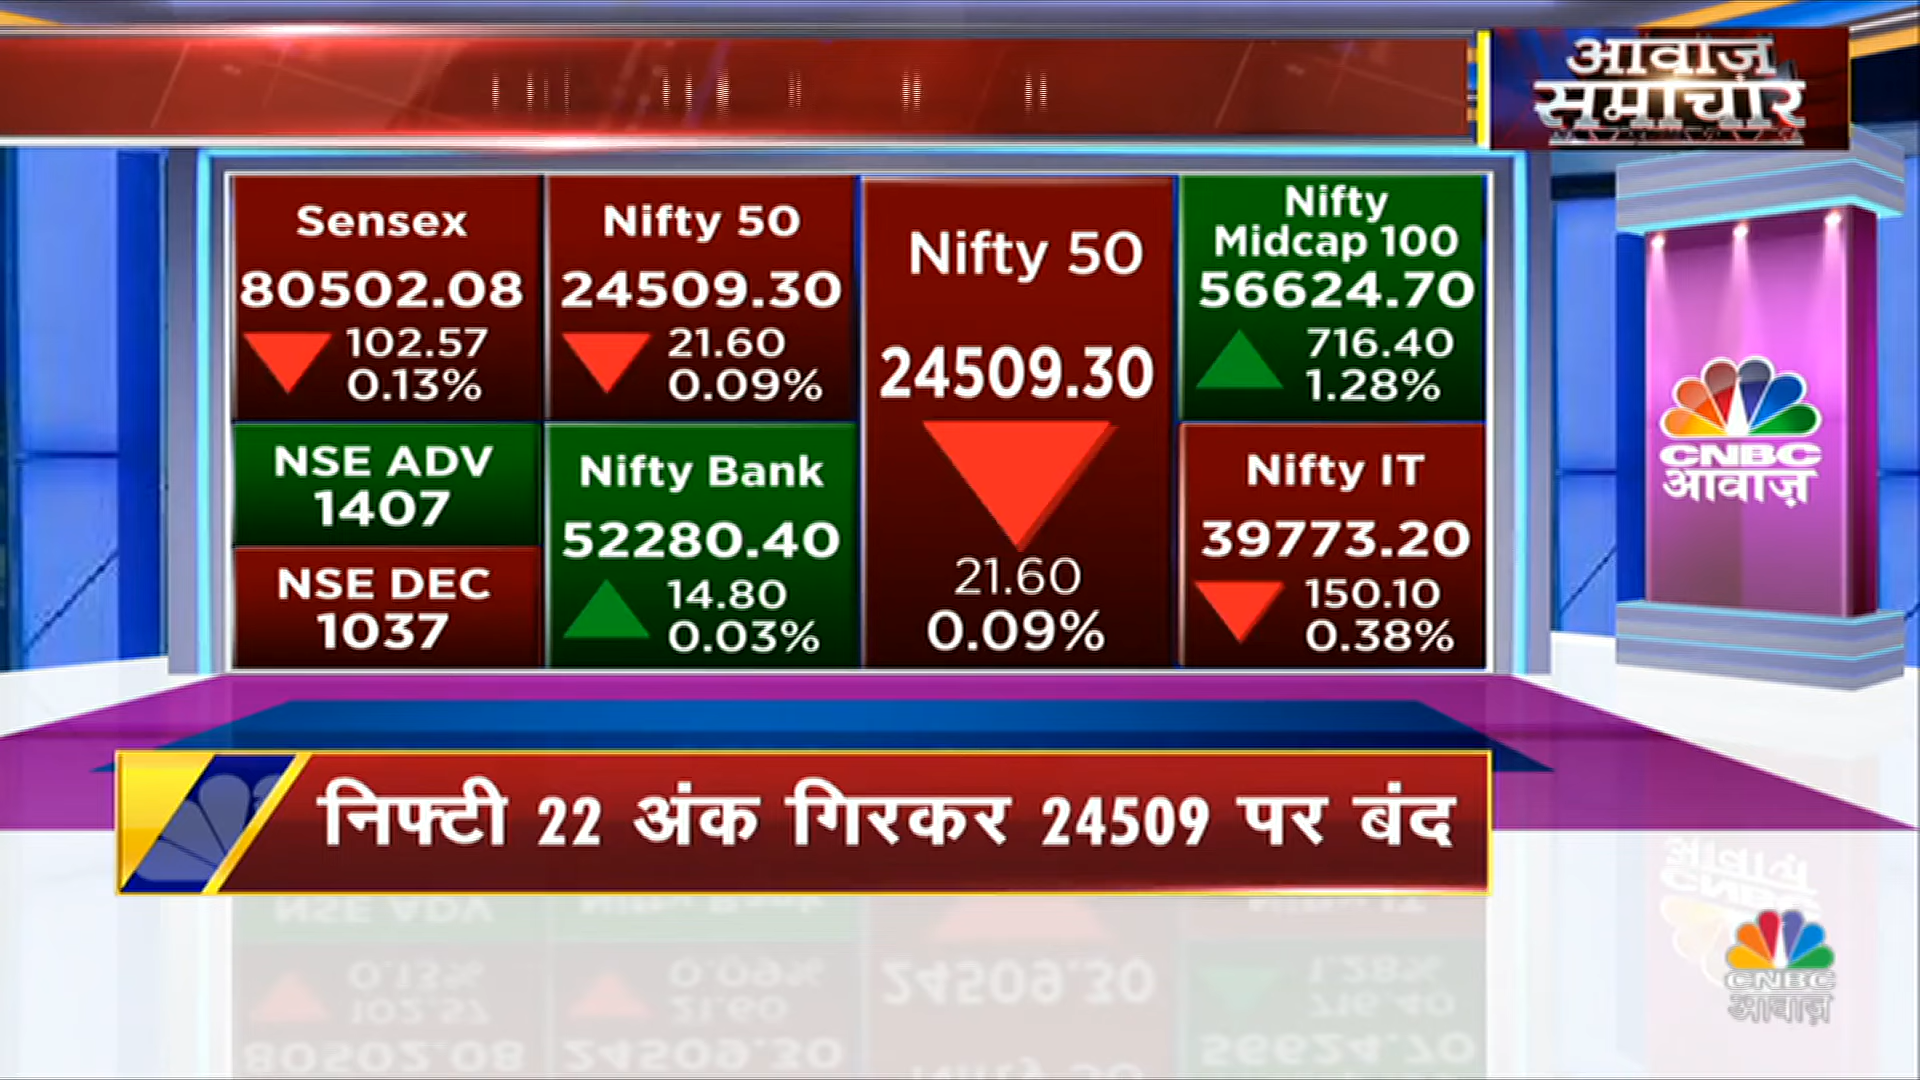 आवाज़
समाचार
Sensex
80502.08
102.57
0.13%
Nifty 50
24509.30
21.60
0.09%
Nifty 50
24509.30
21.60
0.09%
Nifty
Midcap 100
56624.70
716.40
1.28%
NSE ADV
1407
NSE DEC
1037
Nifty Bank
52280.40
14.80
0.03%
Nifty IT
39773.20
150.10
0.38%
CNBC
आवाज़
निफ्टी 22 अंक गिरकर 24509 पर बंद
CNBC
आवाज़